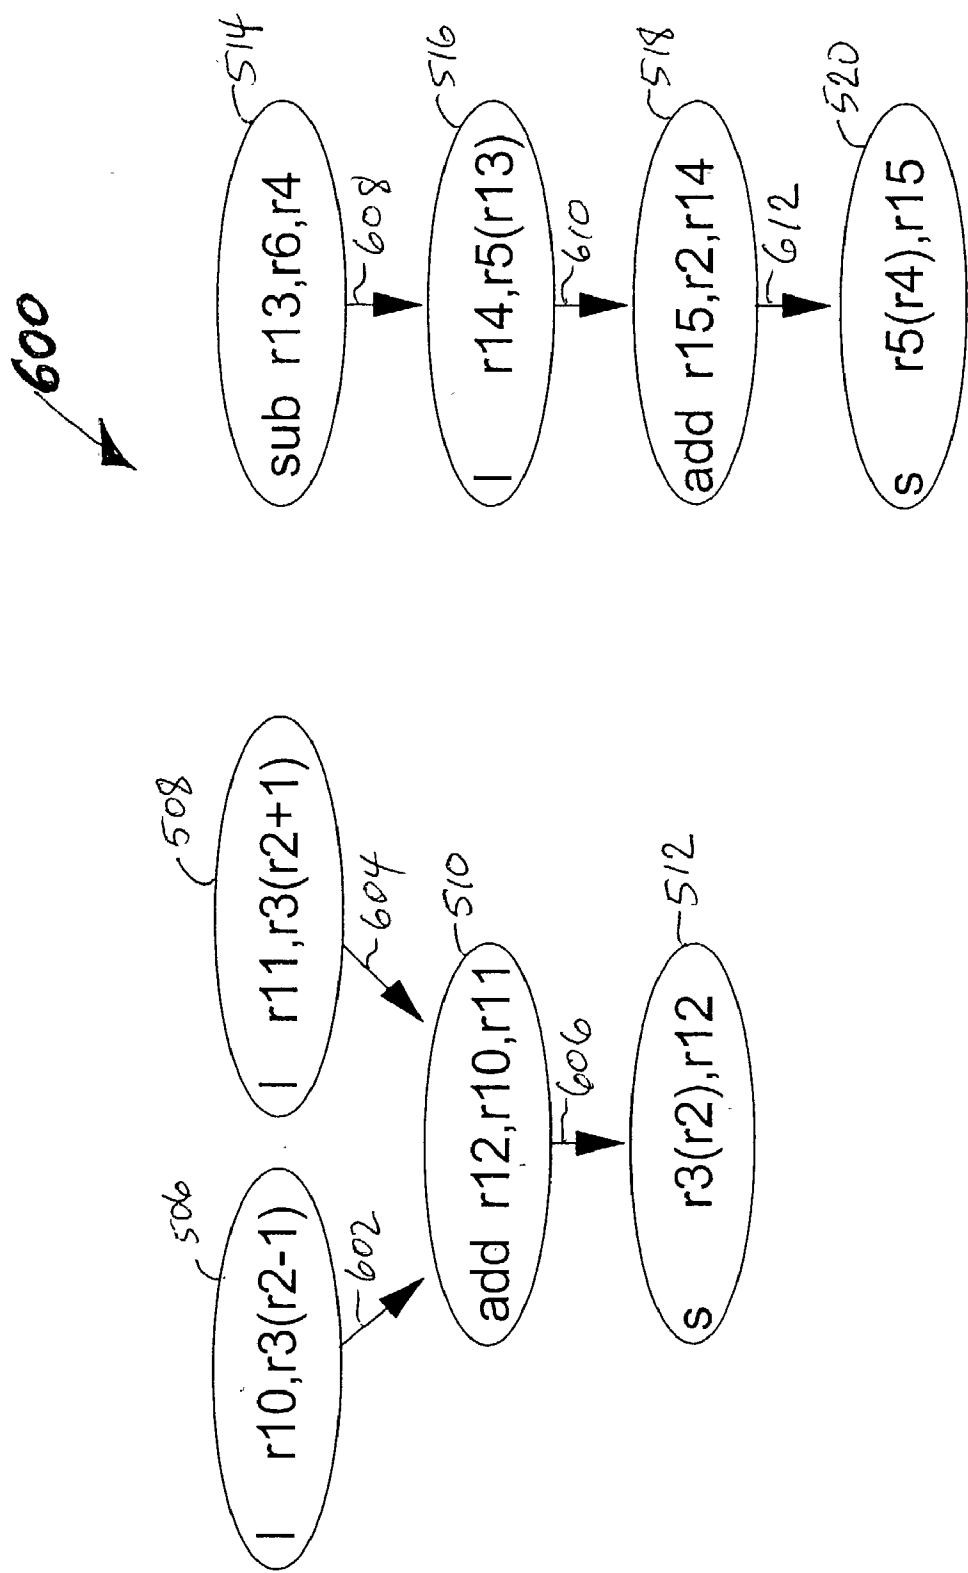 600
506
l r10,r3(r2-1)
508
l r11,r3(r2+1)
514
sub r13,r6,r4
602
604
608
510
add r12,r10,r11
516
l r14,r5(r13)
606
610
512
s r3(r2),r12
518
add r15,r2,r14
612
520
s r5(r4),r15